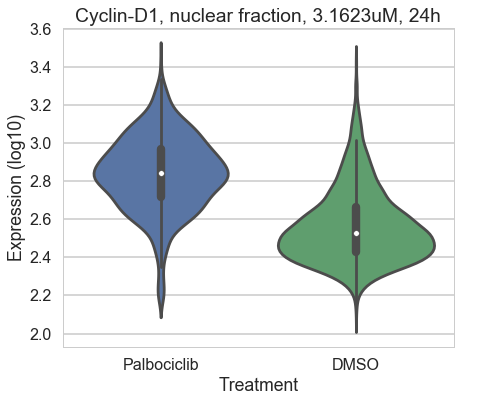 Cyclin-D1, nuclear fraction, 3.1623uM, 24h
Expression (log10)
3.6
3.4
3.2
3.0
2.8
2.6
2.4
2.2
2.0
Palbociclib DMSO
Treatment